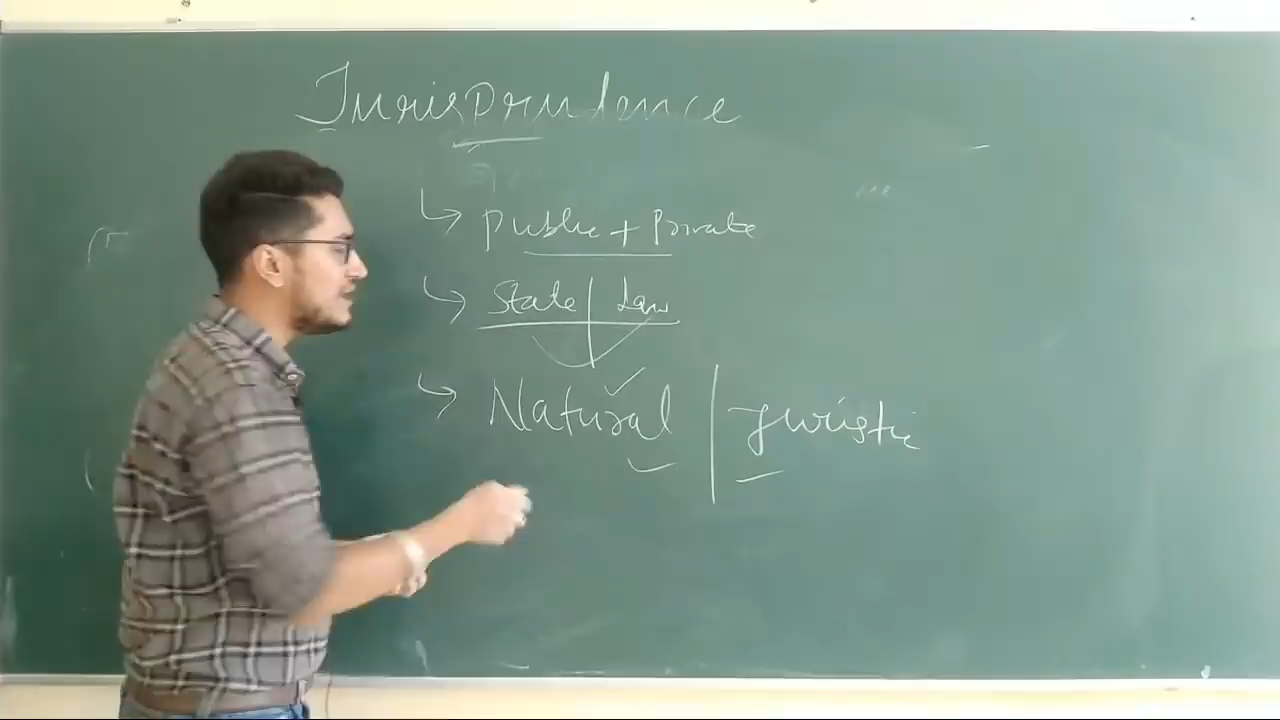 Jurisprudence
Public + Private
State | Law
Natural | Juristic